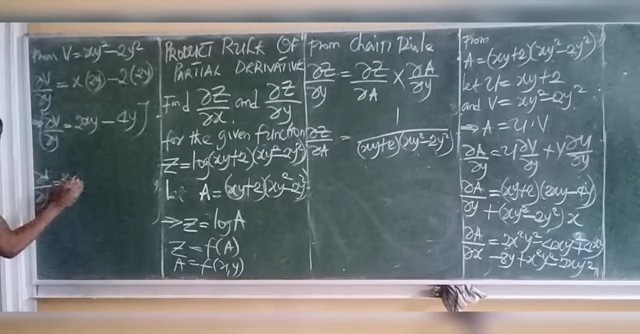 From V = xy² - 2y²
∂V/∂y = x(2y) - 2(2y)
⇒ ∂V/∂y = 2xy - 4y]
PRODUCT RULE OF
PARTIAL DERIVATIVE
Find ∂Z/∂x and ∂Z/∂y
for the given function
Z = log(xy+2)(xy²-2y²)
let A = (xy+2)(xy²-2y²)
⇒ Z = log A
Z = f(A)
A = f(x,y)
From Chain Rule
∂Z/∂y = ∂Z/∂A × ∂A/∂y
∂Z/∂A = 1/(xy+2)(xy²-2y²)
From
A = (xy+2)(xy²-2y²)
let U = xy+2
and V = xy²-2y²
⇒ A = U·V
∂A/∂y = U ∂V/∂y + V ∂U/∂y
∂A/∂y = (xy+2)(2xy-4y)
+ (xy²-2y²)x